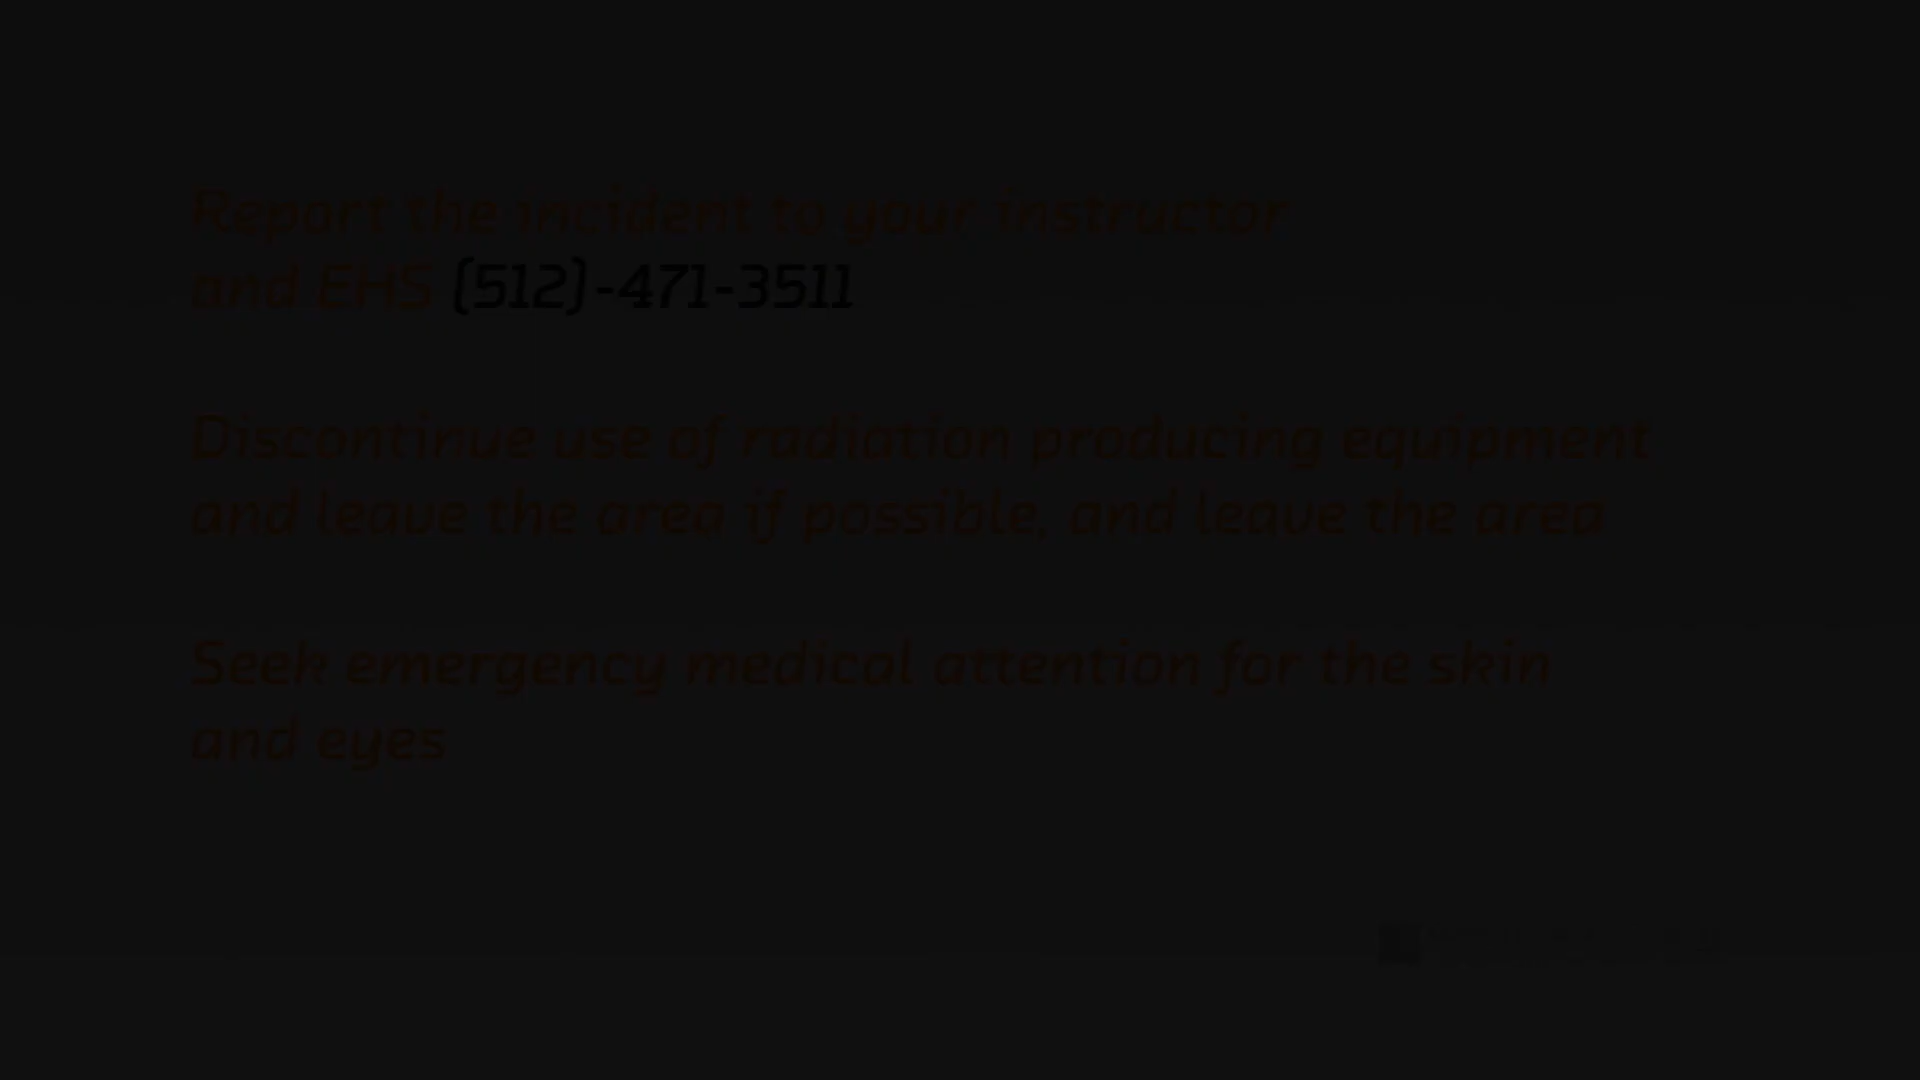 Report the incident to your instructor
and EHS (512)-471-3511
Discontinue use of radiation producing equipment
and leave the area if possible, and leave the area
Seek emergency medical attention for the skin
and eyes